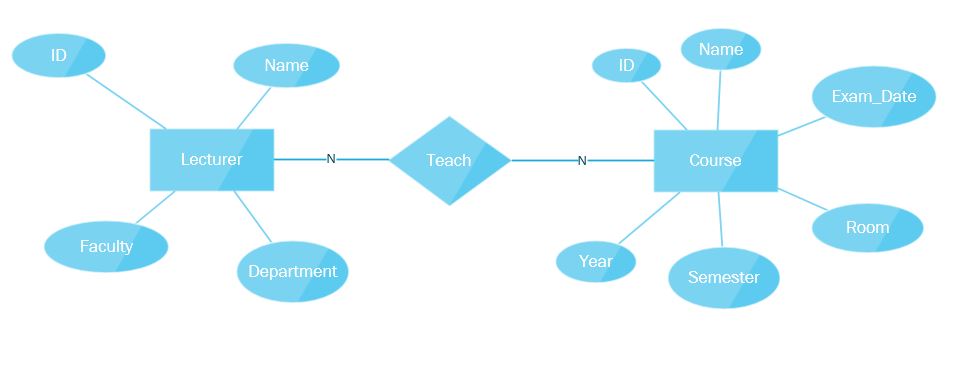 ID
Name
Lecturer
Faculty
Department
N
Teach
N
ID
Name
Exam_Date
Course
Room
Year
Semester